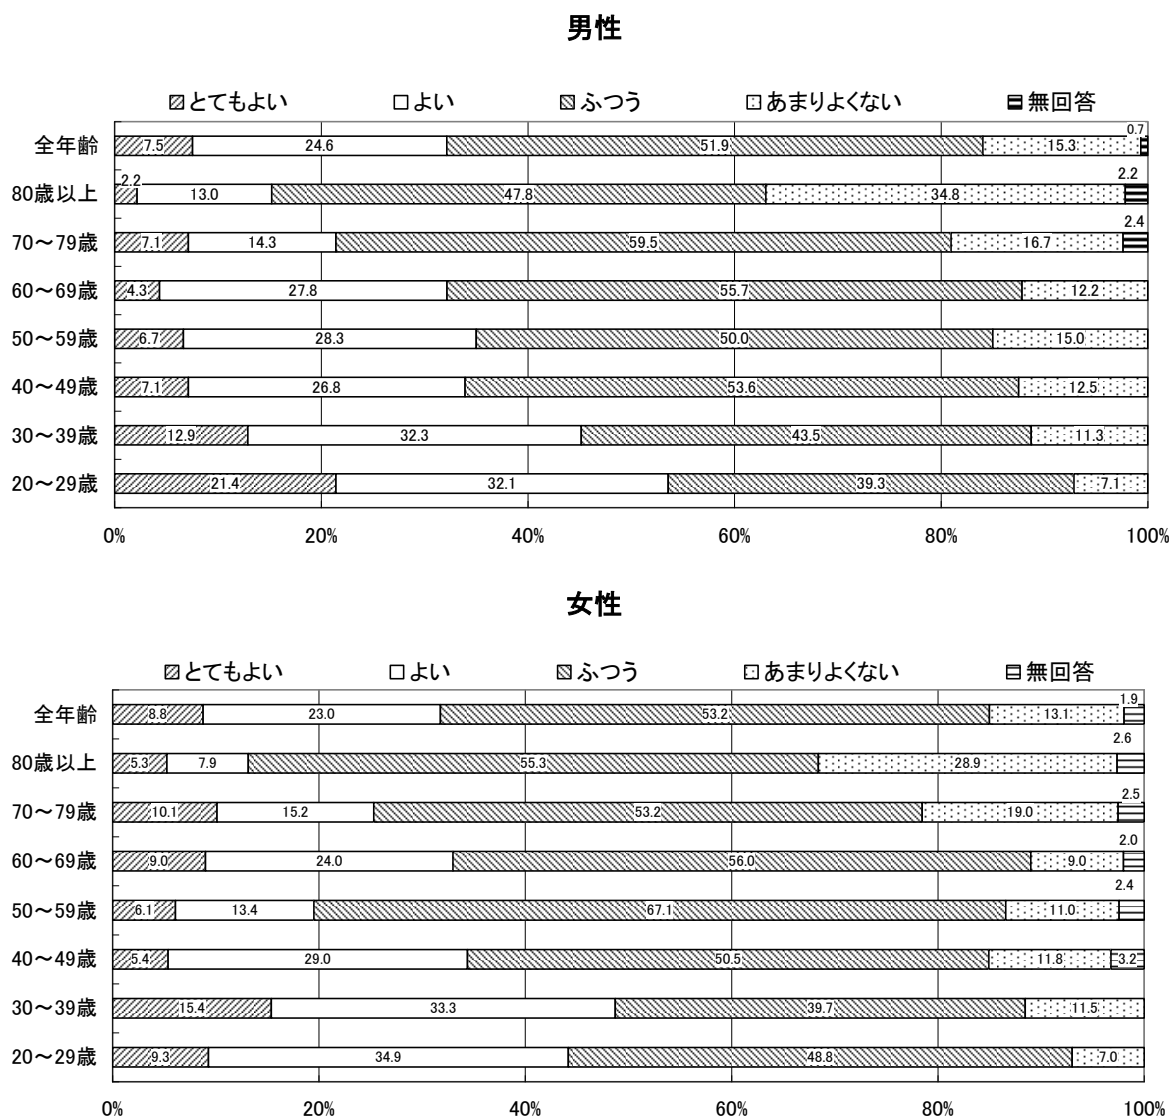 男性
とてもよい よい ふつう あまりよくない 無回答
全年齢 7.5 24.6 51.9 15.3 0.7
80歳以上 2.2 13.0 47.8 34.8 2.2
70～79歳 7.1 14.3 59.5 16.7 2.4
60～69歳 4.3 27.8 55.7 12.2
50～59歳 6.7 28.3 50.0 15.0
40～49歳 7.1 26.8 53.6 12.5
30～39歳 12.9 32.3 43.5 11.3
20～29歳 21.4 32.1 39.3 7.1
0% 20% 40% 60% 80% 100%
女性
とてもよい よい ふつう あまりよくない 無回答
全年齢 8.8 23.0 53.2 13.1 1.9
80歳以上 5.3 7.9 55.3 28.9 2.6
70～79歳 10.1 15.2 53.2 19.0 2.5
60～69歳 9.0 24.0 56.0 9.0 2.0
50～59歳 6.1 13.4 67.1 11.0 2.4
40～49歳 5.4 29.0 50.5 11.8 3.2
30～39歳 15.4 33.3 39.7 11.5
20～29歳 9.3 34.9 48.8 7.0
0% 20% 40% 60% 80% 100%